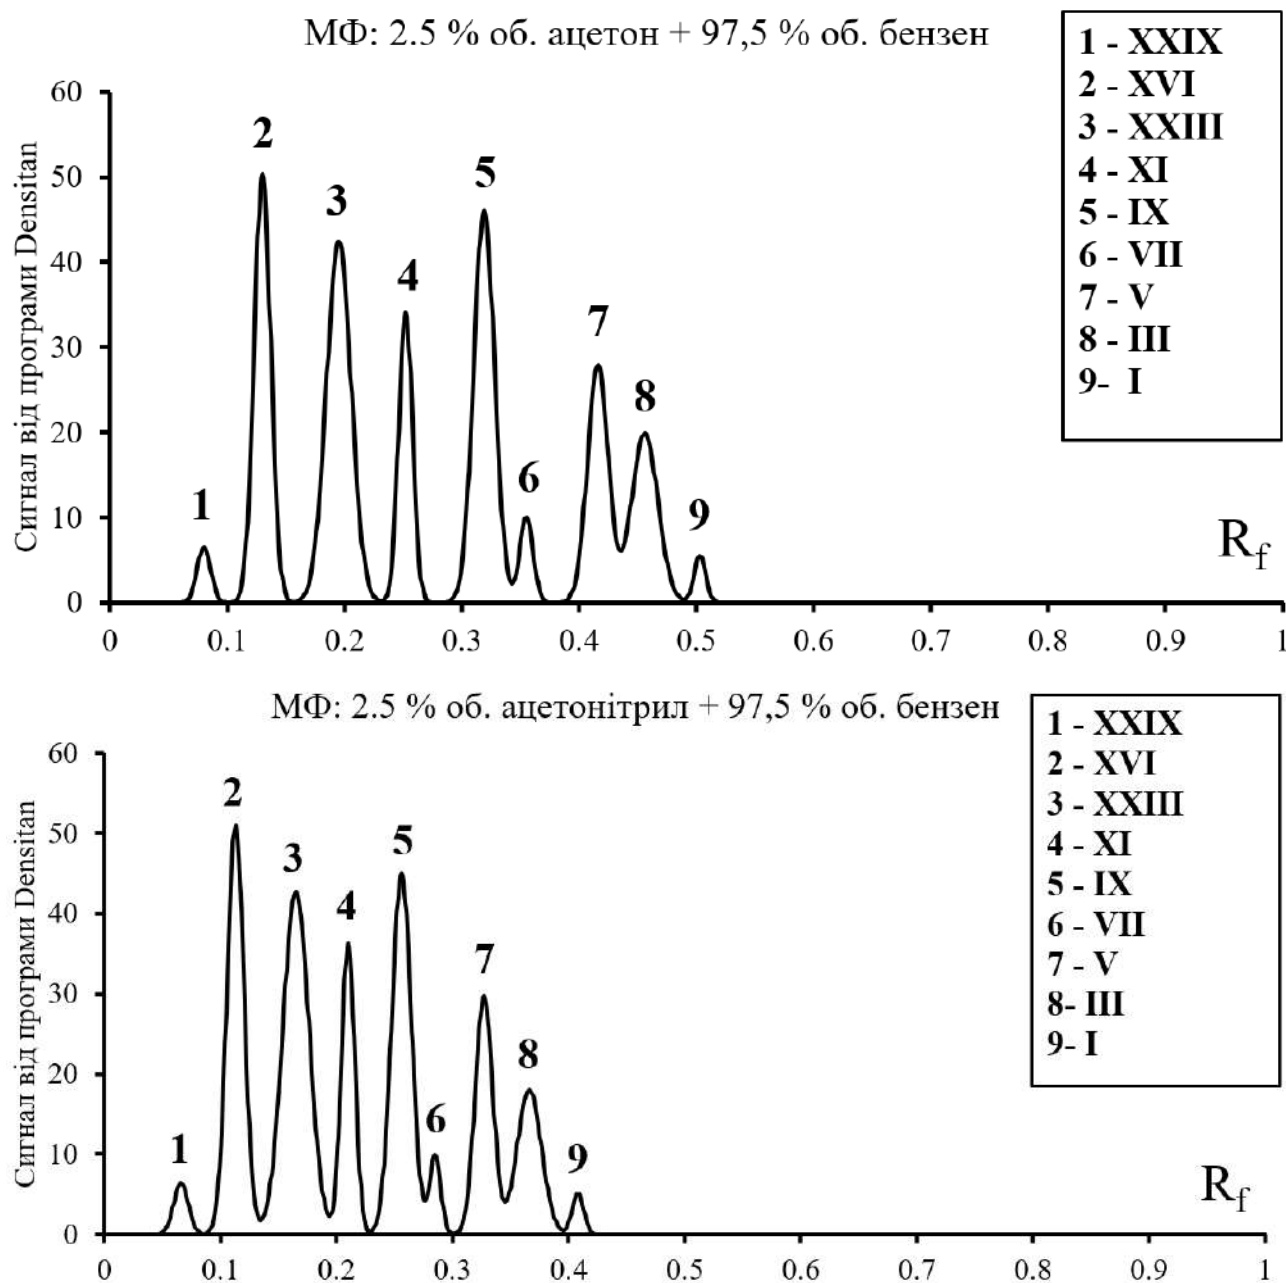 МФ: 2.5 % об. ацетон + 97,5 % об. бензен
1 - XXIX
2 - XVI
3 - XXIII
4 - XI
5 - IX
6 - VII
7 - V
8 - III
9- I
Сигнал від програми Densitan
60
50
40
30
20
10
0
1
2
3
4
5
6
7
8
9
Rf
0 0.1 0.2 0.3 0.4 0.5 0.6 0.7 0.8 0.9 1
МФ: 2.5 % об. ацетонітрил + 97,5 % об. бензен
1 - XXIX
2 - XVI
3 - XXIII
4 - XI
5 - IX
6 - VII
7 - V
8- III
9- I
Сигнал від програми Densitan
60
50
40
30
20
10
0
1
2
3
4
5
6
7
8
9
Rf
0 0.1 0.2 0.3 0.4 0.5 0.6 0.7 0.8 0.9 1